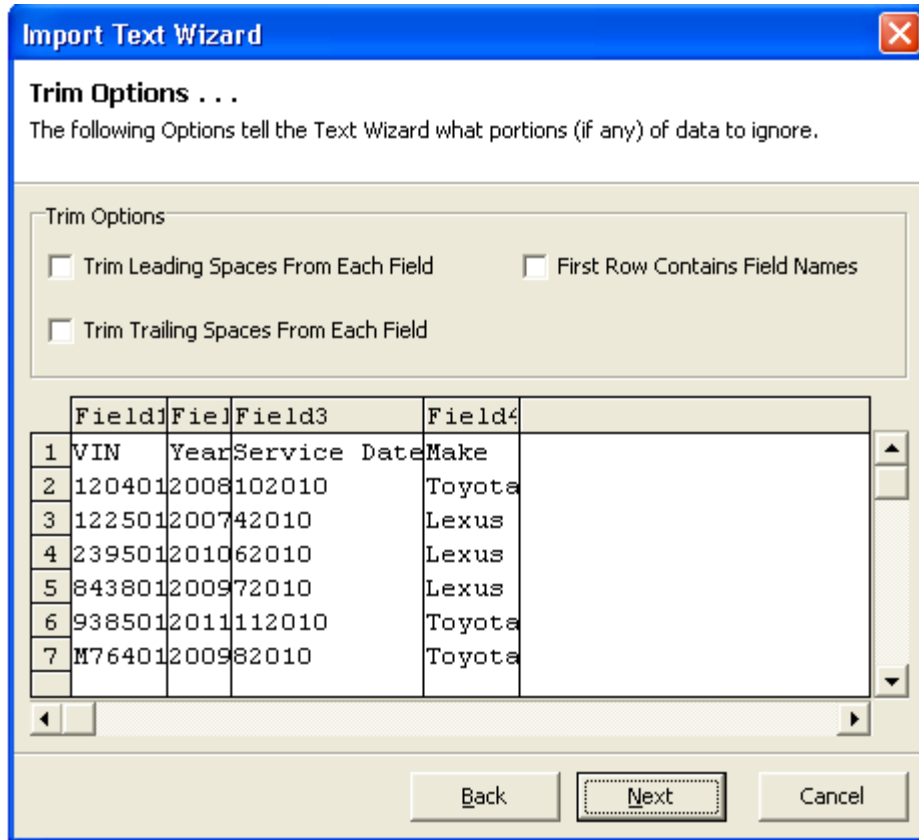 Import Text Wizard
Trim Options . . .
The following Options tell the Text Wizard what portions (if any) of data to ignore.
Trim Options
Trim Leading Spaces From Each Field First Row Contains Field Names
Trim Trailing Spaces From Each Field
Field1 Fiel Field3 Field4
1 VIN Year Service Date Make
2 120401 2008 102010 Toyota
3 122501 2007 42010 Lexus
4 239501 2010 62010 Lexus
5 843801 2009 72010 Lexus
6 938501 2011 112010 Toyota
7 M76401 2009 82010 Toyota
Back Next Cancel